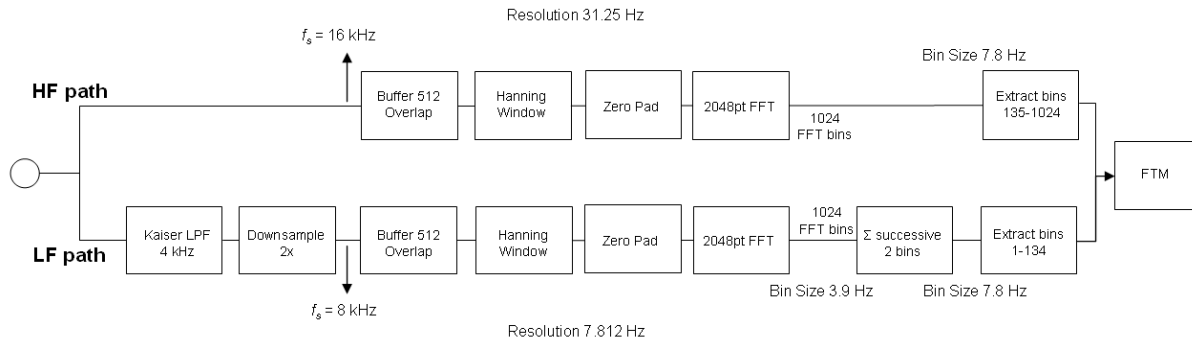 Resolution 31.25 Hz
fs = 16 kHz
Bin Size 7.8 Hz
HF path
Buffer 512
Overlap
Hanning
Window
Zero Pad
2048pt FFT
1024
FFT bins
Extract bins
135-1024
FTM
LF path
Kaiser LPF
4 kHz
Downsample
2x
Buffer 512
Overlap
Hanning
Window
Zero Pad
2048pt FFT
1024
FFT bins
Σ successive
2 bins
Extract bins
1-134
Bin Size 3.9 Hz
Bin Size 7.8 Hz
fs = 8 kHz
Resolution 7.812 Hz